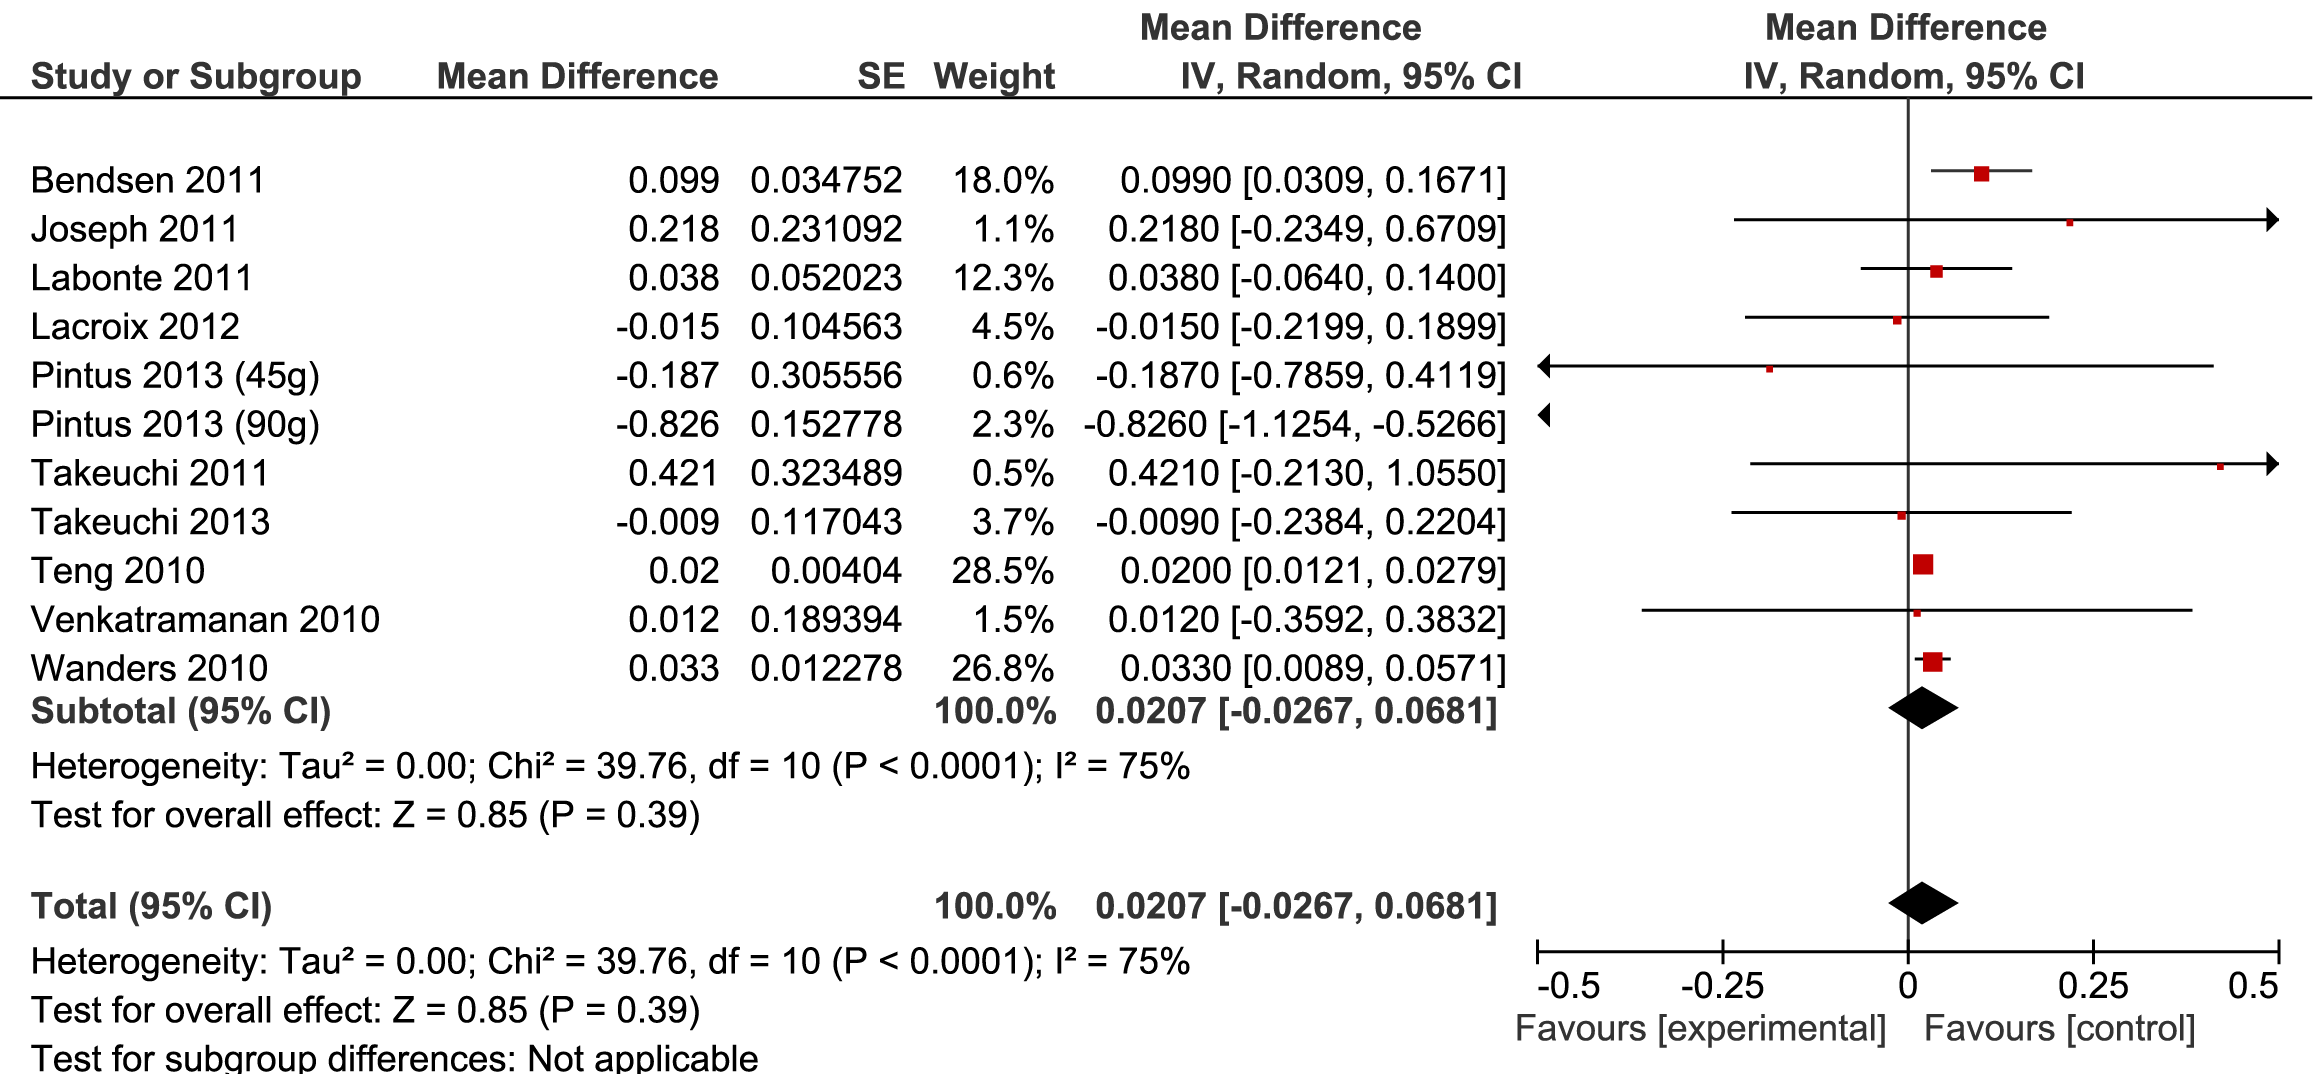 Mean Difference Mean Difference
Study or Subgroup Mean Difference SE Weight IV, Random, 95% CI IV, Random, 95% CI
Bendsen 2011 0.099 0.034752 18.0% 0.0990 [0.0309, 0.1671]
Joseph 2011 0.218 0.231092 1.1% 0.2180 [-0.2349, 0.6709]
Labonte 2011 0.038 0.052023 12.3% 0.0380 [-0.0640, 0.1400]
Lacroix 2012 -0.015 0.104563 4.5% -0.0150 [-0.2199, 0.1899]
Pintus 2013 (45g) -0.187 0.305556 0.6% -0.1870 [-0.7859, 0.4119]
Pintus 2013 (90g) -0.826 0.152778 2.3% -0.8260 [-1.1254, -0.5266]
Takeuchi 2011 0.421 0.323489 0.5% 0.4210 [-0.2130, 1.0550]
Takeuchi 2013 -0.009 0.117043 3.7% -0.0090 [-0.2384, 0.2204]
Teng 2010 0.02 0.00404 28.5% 0.0200 [0.0121, 0.0279]
Venkatramanan 2010 0.012 0.189394 1.5% 0.0120 [-0.3592, 0.3832]
Wanders 2010 0.033 0.012278 26.8% 0.0330 [0.0089, 0.0571]
Subtotal (95% CI) 100.0% 0.0207 [-0.0267, 0.0681]
Heterogeneity: Tau² = 0.00; Chi² = 39.76, df = 10 (P < 0.0001); I² = 75%
Test for overall effect: Z = 0.85 (P = 0.39)
Total (95% CI) 100.0% 0.0207 [-0.0267, 0.0681]
Heterogeneity: Tau² = 0.00; Chi² = 39.76, df = 10 (P < 0.0001); I² = 75%
Test for overall effect: Z = 0.85 (P = 0.39)
Test for subgroup differences: Not applicable
-0.5 -0.25 0 0.25 0.5
Favours [experimental] Favours [control]